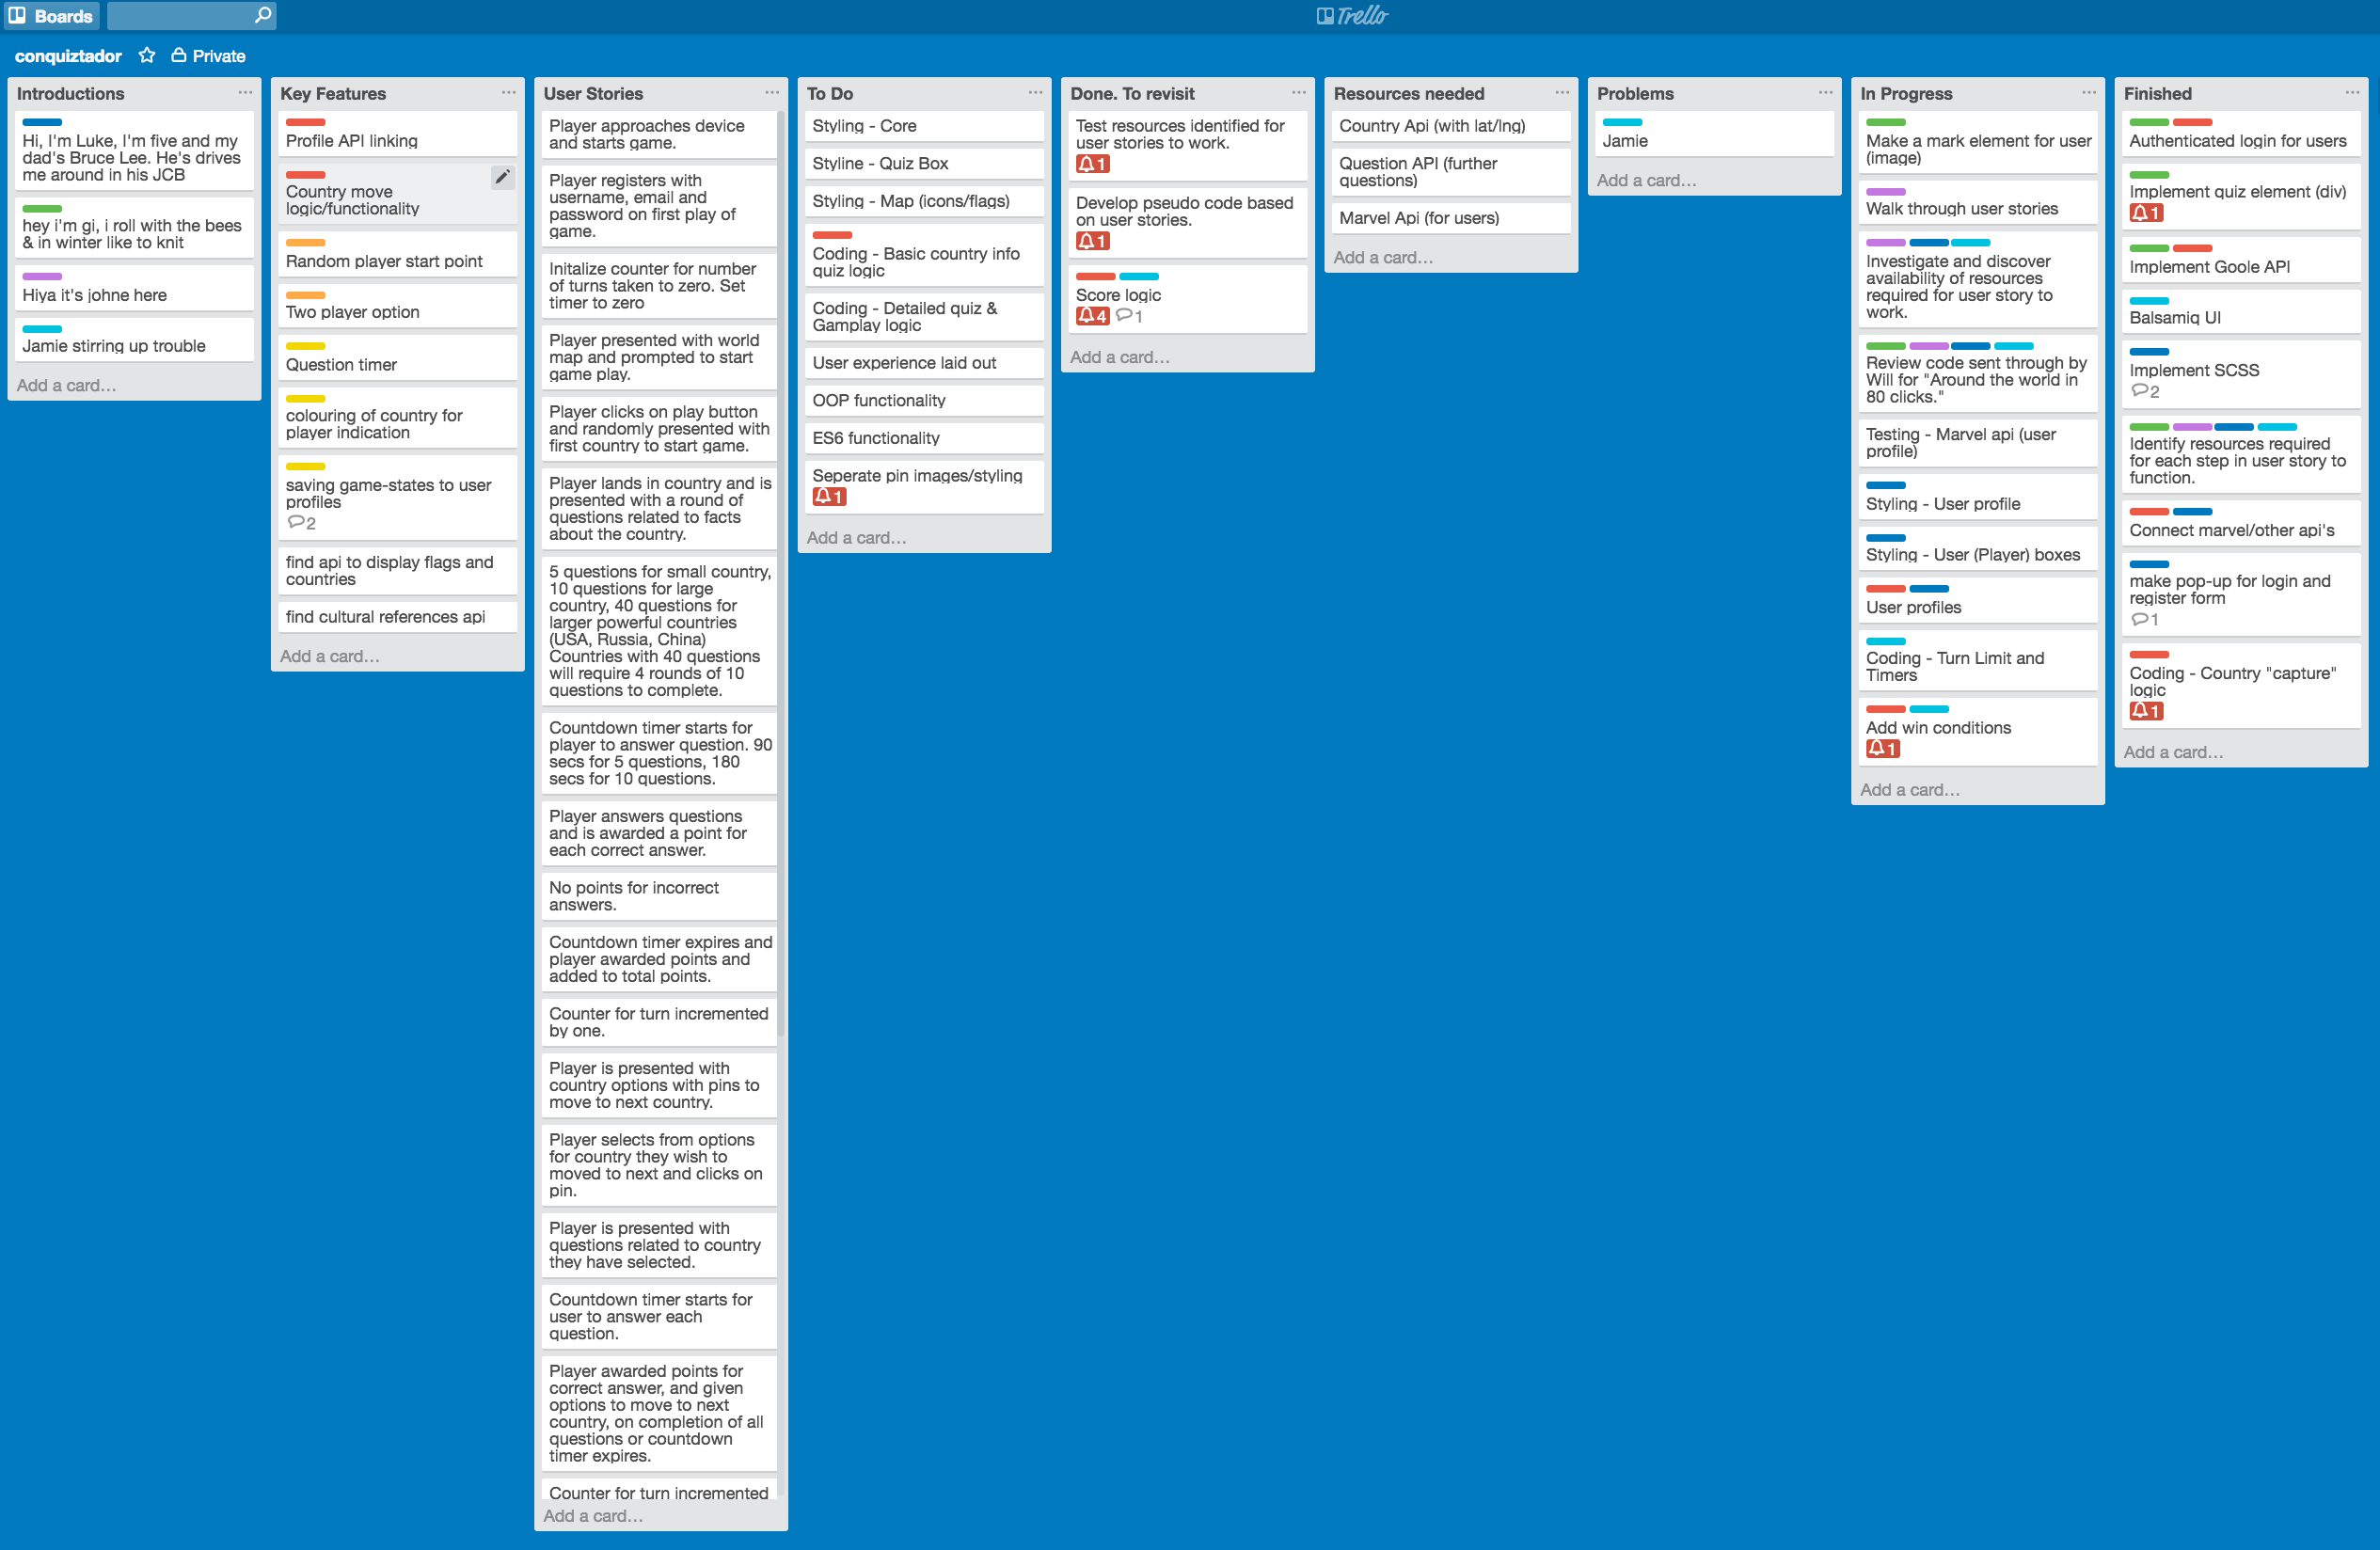 Boards
Trello
conquiztador
Private
Introductions
Hi, I'm Luke, I'm five and my
dad's Bruce Lee. He's drives
me around in his JCB
hey i'm gi, i roll with the bees
& in winter like to knit
Hiya it's johne here
Jamie stirring up trouble
Add a card…
Key Features
Profile API linking
Country move
logic/functionality
Random player start point
Two player option
Question timer
colouring of country for
player indication
saving game-states to user
profiles
2
find api to display flags and
countries
find cultural references api
Add a card…
User Stories
Player approaches device
and starts game.
Player registers with
username, email and
password on first play of
game.
Initalize counter for number
of turns taken to zero. Set
timer to zero
Player presented with world
map and prompted to start
game play.
Player clicks on play button
and randomly presented with
first country to start game.
Player lands in country and is
presented with a round of
questions related to facts
about the country.
5 questions for small country,
10 questions for large
country, 40 questions for
larger powerful countries
(USA, Russia, China)
Countries with 40 questions
will require 4 rounds of 10
questions to complete.
Countdown timer starts for
player to answer question. 90
secs for 5 questions, 180
secs for 10 questions.
Player answers questions
and is awarded a point for
each correct answer.
No points for incorrect
answers.
Countdown timer expires and
player awarded points and
added to total points.
Counter for turn incremented
by one.
Player is presented with
country options with pins to
move to next country.
Player selects from options
for country they wish to
moved to next and clicks on
pin.
Player is presented with
questions related to country
they have selected.
Countdown timer starts for
user to answer each
question.
Player awarded points for
correct answer, and given
options to move to next
country, on completion of all
questions or countdown
timer expires.
Counter for turn incremented
Add a card…
To Do
Styling - Core
Styline - Quiz Box
Styling - Map (icons/flags)
Coding - Basic country info
quiz logic
Coding - Detailed quiz &
Gamplay logic
User experience laid out
OOP functionality
ES6 functionality
Seperate pin images/styling
1
Add a card…
Done. To revisit
Test resources identified for
user stories to work.
1
Develop pseudo code based
on user stories.
1
Score logic
4 1
Add a card…
Resources needed
Country Api (with lat/lng)
Question API (further
questions)
Marvel Api (for users)
Add a card…
Problems
Jamie
Add a card…
In Progress
Make a mark element for user
(image)
Walk through user stories
Investigate and discover
availability of resources
required for user story to
work.
Review code sent through by
Will for "Around the world in
80 clicks."
Testing - Marvel api (user
profile)
Styling - User profile
Styling - User (Player) boxes
User profiles
Coding - Turn Limit and
Timers
Add win conditions
1
Add a card…
Finished
Authenticated login for users
Implement quiz element (div)
1
Implement Goole API
Balsamiq UI
Implement SCSS
2
Identify resources required
for each step in user story to
function.
Connect marvel/other api's
make pop-up for login and
register form
1
Coding - Country "capture"
logic
1
Add a card…